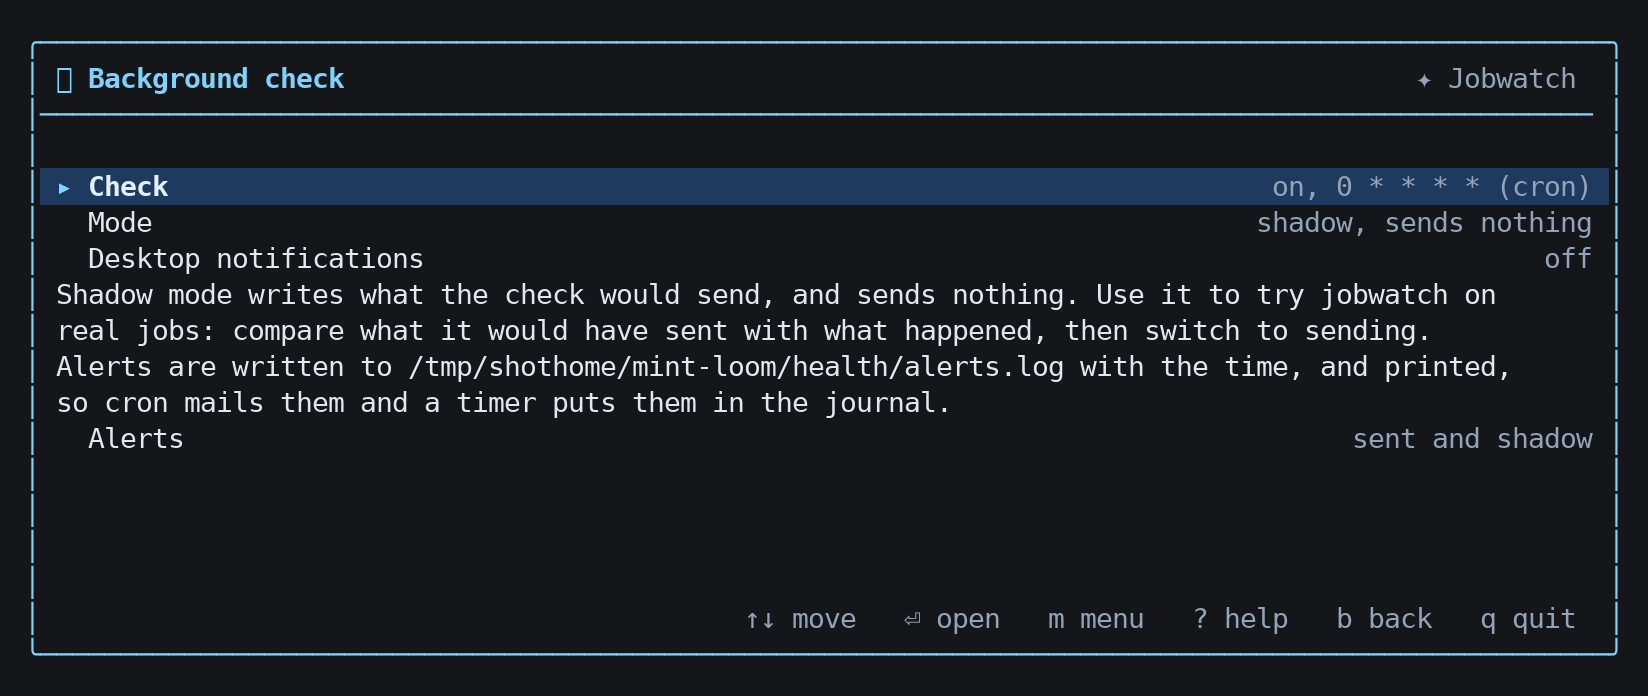 Background check ✦ Jobwatch
▸ Check on, 0 * * * * (cron)
Mode shadow, sends nothing
Desktop notifications off
Shadow mode writes what the check would send, and sends nothing. Use it to try jobwatch on
real jobs: compare what it would have sent with what happened, then switch to sending.
Alerts are written to /tmp/shothome/mint-loom/health/alerts.log with the time, and printed,
so cron mails them and a timer puts them in the journal.
Alerts sent and shadow
↑↓ move ⏎ open m menu ? help b back q quit